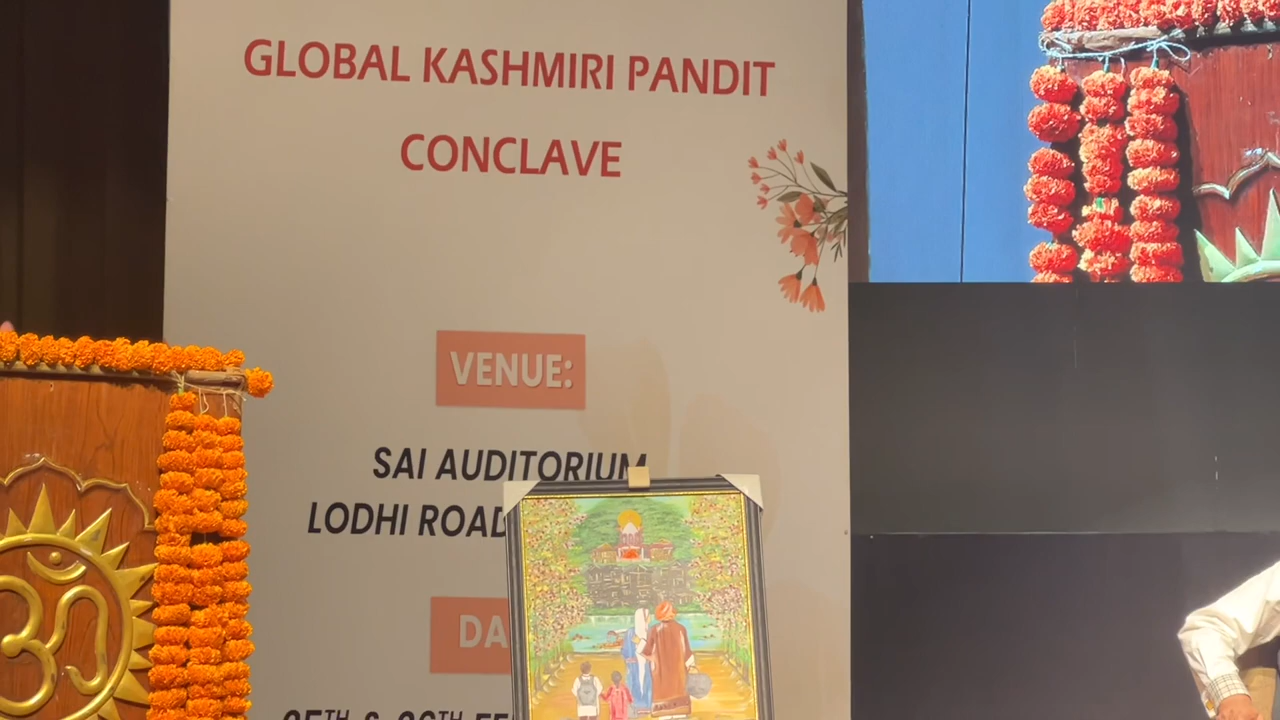 GLOBAL KASHMIRI PANDIT
CONCLAVE
VENUE:
SAI AUDITORIUM
LODHI ROAD
ॐ